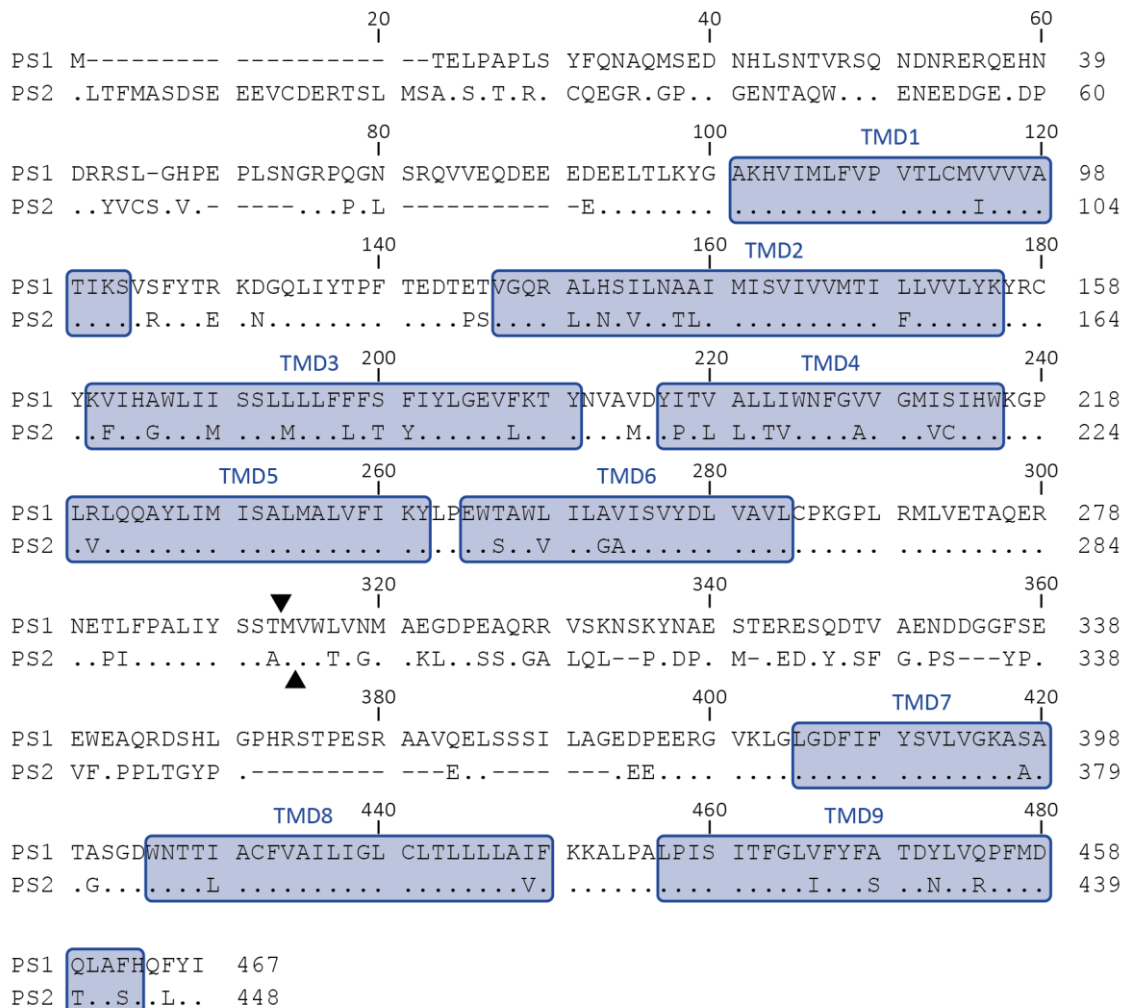 20 40 60
PS1 M--------- ---------- --TELPAPLS YFQNAQMSED NHLSNTVRSQ NDNRERQEHN 39
PS2 .LTFMASDSE EEVCDERTSL MSA.S.T.R. CQEGR.GP.. GENTAQW... ENEEDGE.DP 60
80 100 TMD1 120
PS1 DRRSL-GHPE PLSNGRPQGN SRQVVEQDEE EDEELTLKYG AKHVIMLFVP VTLCMVVVVA 98
PS2 ..YVCS.V.- ----...P.L ---------- -E........ .......... .....I.... 104
140 160 TMD2 180
PS1 TIKSVSFYTR KDGQLIYTPF TEDTETVGQR ALHSILNAAI MISVIVVMTI LLVVLYKYRC 158
PS2 .....R...E .N........ ....PS.... L.N.V..TL. .......... .F........ 164
TMD3 200 220 TMD4 240
PS1 YKVIHAWLII SSLLLLFFFS FIYLGEVFKT YNVAVDYITV ALLIWNFGVV GMISIHWKGP 218
PS2 ..F..G...M ...M...L.T Y......L.. ....M..P.L L.TV....A. ..VC...... 224
TMD5 260 TMD6 280 300
PS1 LRLQQAYLIM ISALMALVFI KYLPEWTAWL ILAVISVYDL VAVLCPKGPL RMLVETAQER 278
PS2 .V........ .......... ......S..V ..GA...... .......... .......... 284
320 340 360
PS1 NETLFPALIY SSTMVWLVNM AEGDPEAQRR VSKNSKYNAE STERESQDTV AENDDGGFSE 338
PS2 ..PI...... ..A...T.G. .KL..SS.GA LQL--P.DP. M-.ED.Y.SF G.PS---YP. 338
380 400 TMD7 420
PS1 EWEAQRDSHL GPHRSTPESR AAVQELSSSI LAGEDPEERG VKLGLGDFIF YSVLVGKASA 398
PS2 VF.PPLTGYP .--------- ----E..---- ---.EE.... .......... ........A. 379
TMD8 440 460 TMD9 480
PS1 TASGDWNTTI ACFVAILIGL CLTLLLLAIF KKALPALPIS ITFGLVFYFA TDYLVQPFMD 458
PS2 .G.......L .......... ........V. .......... ......I...S ..N..R.... 439
PS1 QLAFHQFYI 467
PS2 T..S..L.. 448